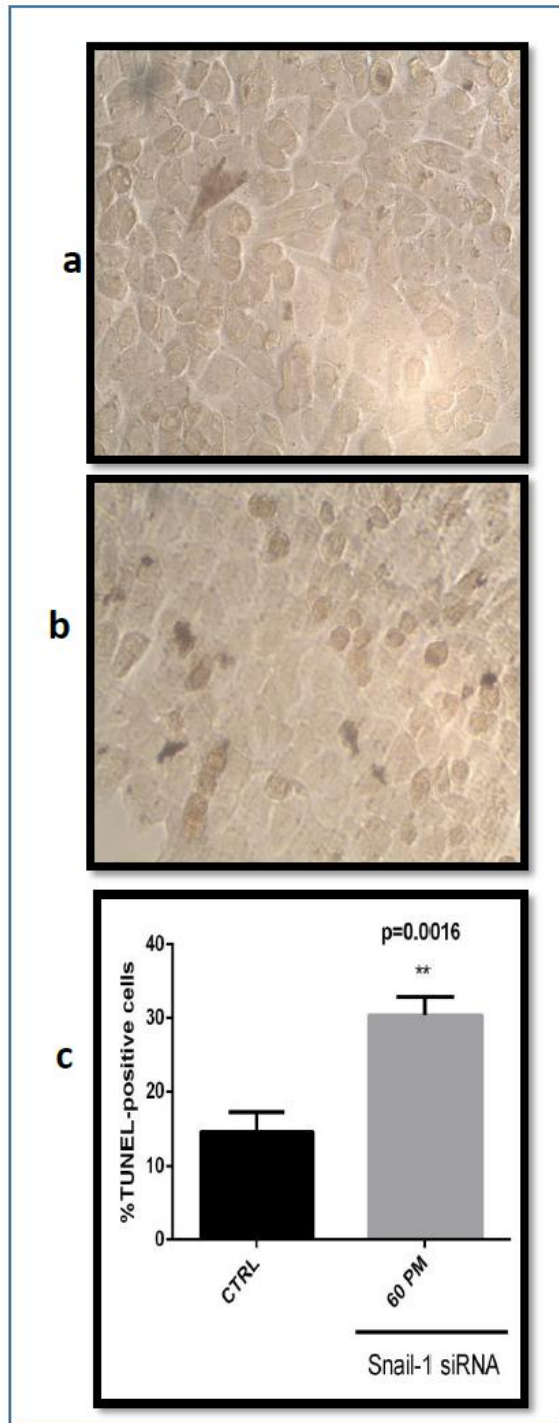 a
b
c
p=0.0016
**
%TUNEL-positive cells
40
30
20
10
0
CTRL
60 PM
Snail-1 siRNA